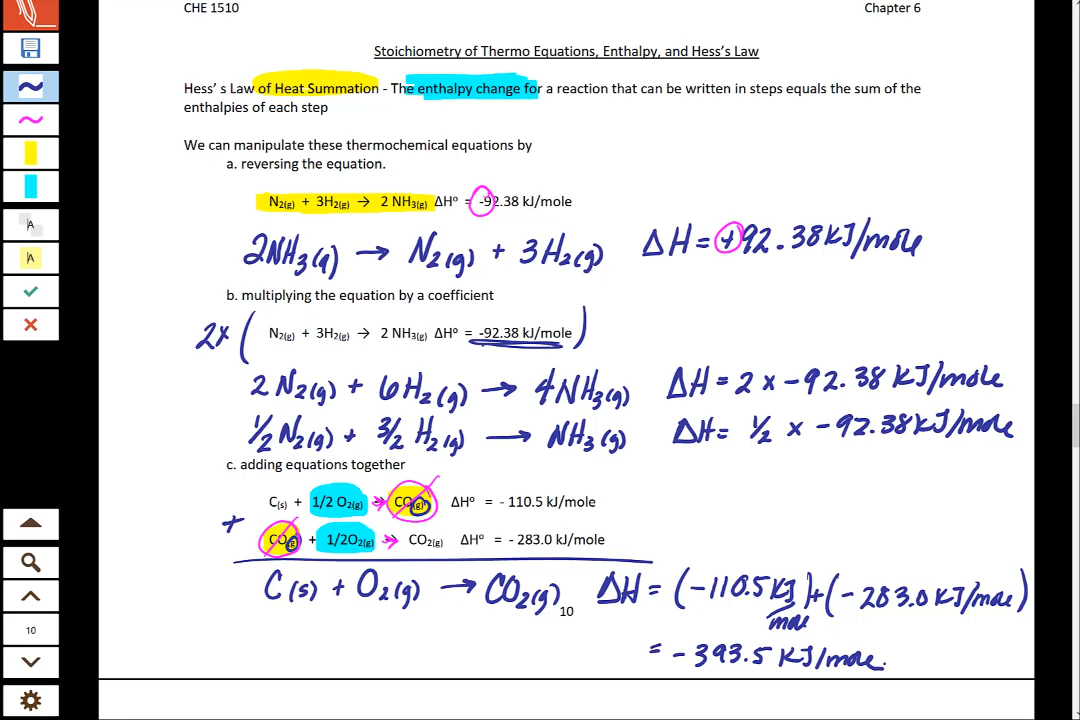 CHE 1510 Chapter 6
Stoichiometry of Thermo Equations, Enthalpy, and Hess's Law
Hess' s Law of Heat Summation - The enthalpy change for a reaction that can be written in steps equals the sum of the
enthalpies of each step
We can manipulate these thermochemical equations by
a. reversing the equation.
N2(g) + 3H2(g) → 2 NH3(g) ΔH° = -92.38 kJ/mole
2NH3(g) → N2(g) + 3H2(g) ΔH = +92.38 KJ/mole
b. multiplying the equation by a coefficient
2x ( N2(g) + 3H2(g) → 2 NH3(g) ΔH° = -92.38 kJ/mole )
2 N2(g) + 6H2(g) → 4NH3(g) ΔH = 2 x -92.38 KJ/mole
1/2 N2(g) + 3/2 H2(g) → NH3(g) ΔH = 1/2 x -92.38KJ/mole
c. adding equations together
C(s) + 1/2 O2(g) → CO(g) ΔH° = - 110.5 kJ/mole
+ CO(g) + 1/2O2(g) → CO2(g) ΔH° = - 283.0 kJ/mole
C(s) + O2(g) → CO2(g) ΔH = (-110.5 KJ/mole) + (-283.0 KJ/mole)
10
= -393.5 KJ/mole.
A
A
10